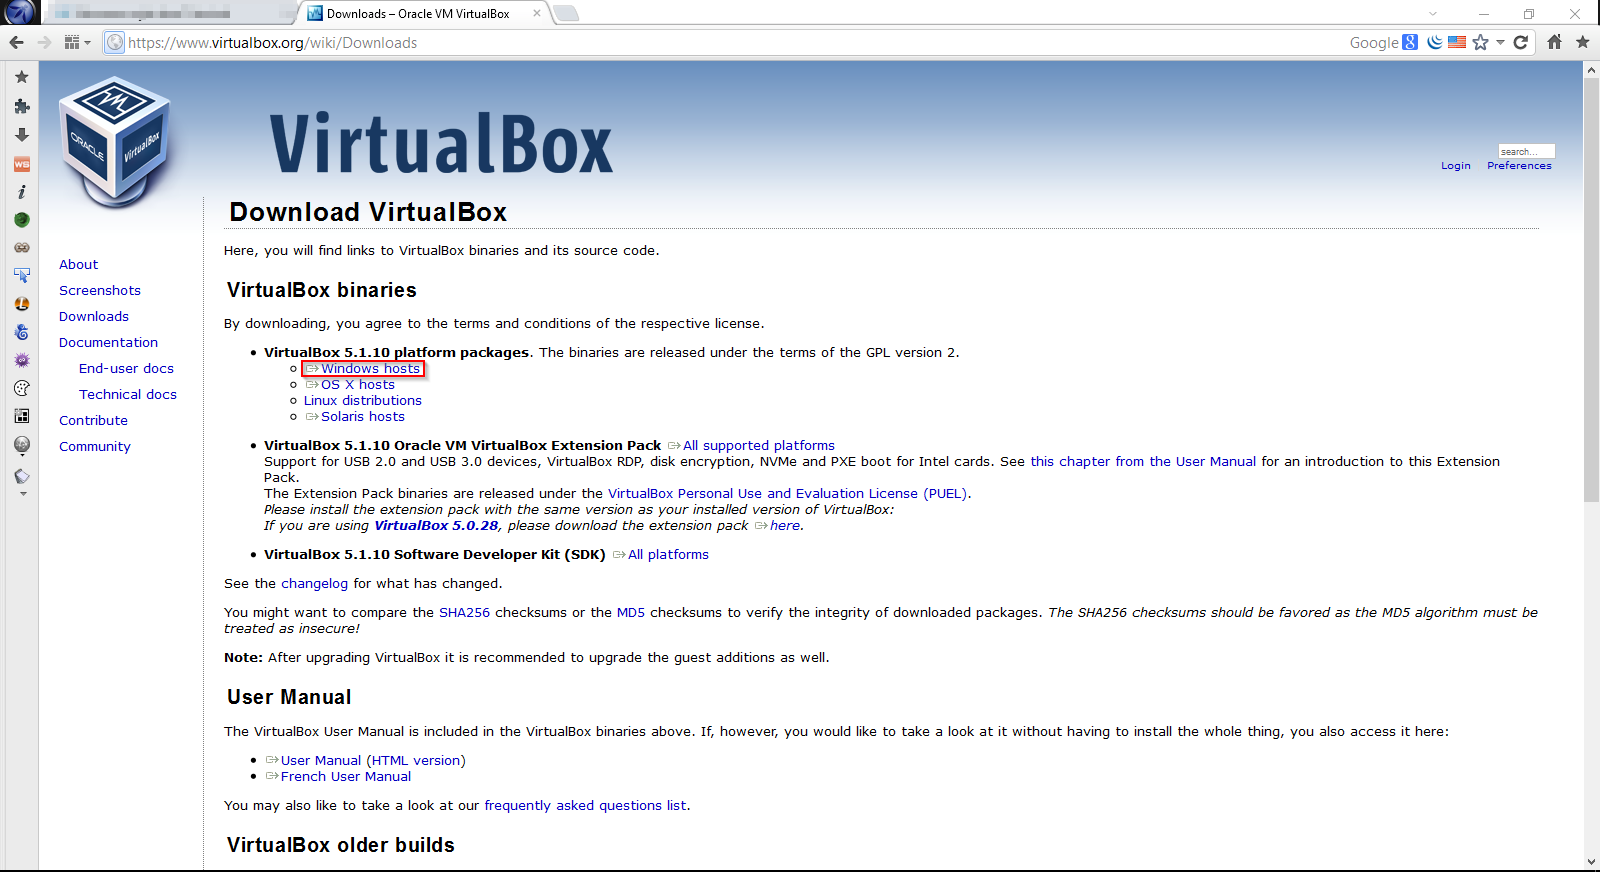 Downloads – Oracle VM VirtualBox
https://www.virtualbox.org/wiki/Downloads
Google 8
WS
VM
ORACLE
VirtualBox
VirtualBox
search...
Login Preferences
Download VirtualBox
Here, you will find links to VirtualBox binaries and its source code.
About
Screenshots
Downloads
Documentation
End-user docs
Technical docs
Contribute
Community
VirtualBox binaries
By downloading, you agree to the terms and conditions of the respective license.
VirtualBox 5.1.10 platform packages. The binaries are released under the terms of the GPL version 2.
Windows hosts
OS X hosts
Linux distributions
Solaris hosts
VirtualBox 5.1.10 Oracle VM VirtualBox Extension Pack All supported platforms
Support for USB 2.0 and USB 3.0 devices, VirtualBox RDP, disk encryption, NVMe and PXE boot for Intel cards. See this chapter from the User Manual for an introduction to this Extension
Pack.
The Extension Pack binaries are released under the VirtualBox Personal Use and Evaluation License (PUEL).
Please install the extension pack with the same version as your installed version of VirtualBox:
If you are using VirtualBox 5.0.28, please download the extension pack here.
VirtualBox 5.1.10 Software Developer Kit (SDK) All platforms
See the changelog for what has changed.
You might want to compare the SHA256 checksums or the MD5 checksums to verify the integrity of downloaded packages. The SHA256 checksums should be favored as the MD5 algorithm must be
treated as insecure!
Note: After upgrading VirtualBox it is recommended to upgrade the guest additions as well.
User Manual
The VirtualBox User Manual is included in the VirtualBox binaries above. If, however, you would like to take a look at it without having to install the whole thing, you also access it here:
User Manual (HTML version)
French User Manual
You may also like to take a look at our frequently asked questions list.
VirtualBox older builds